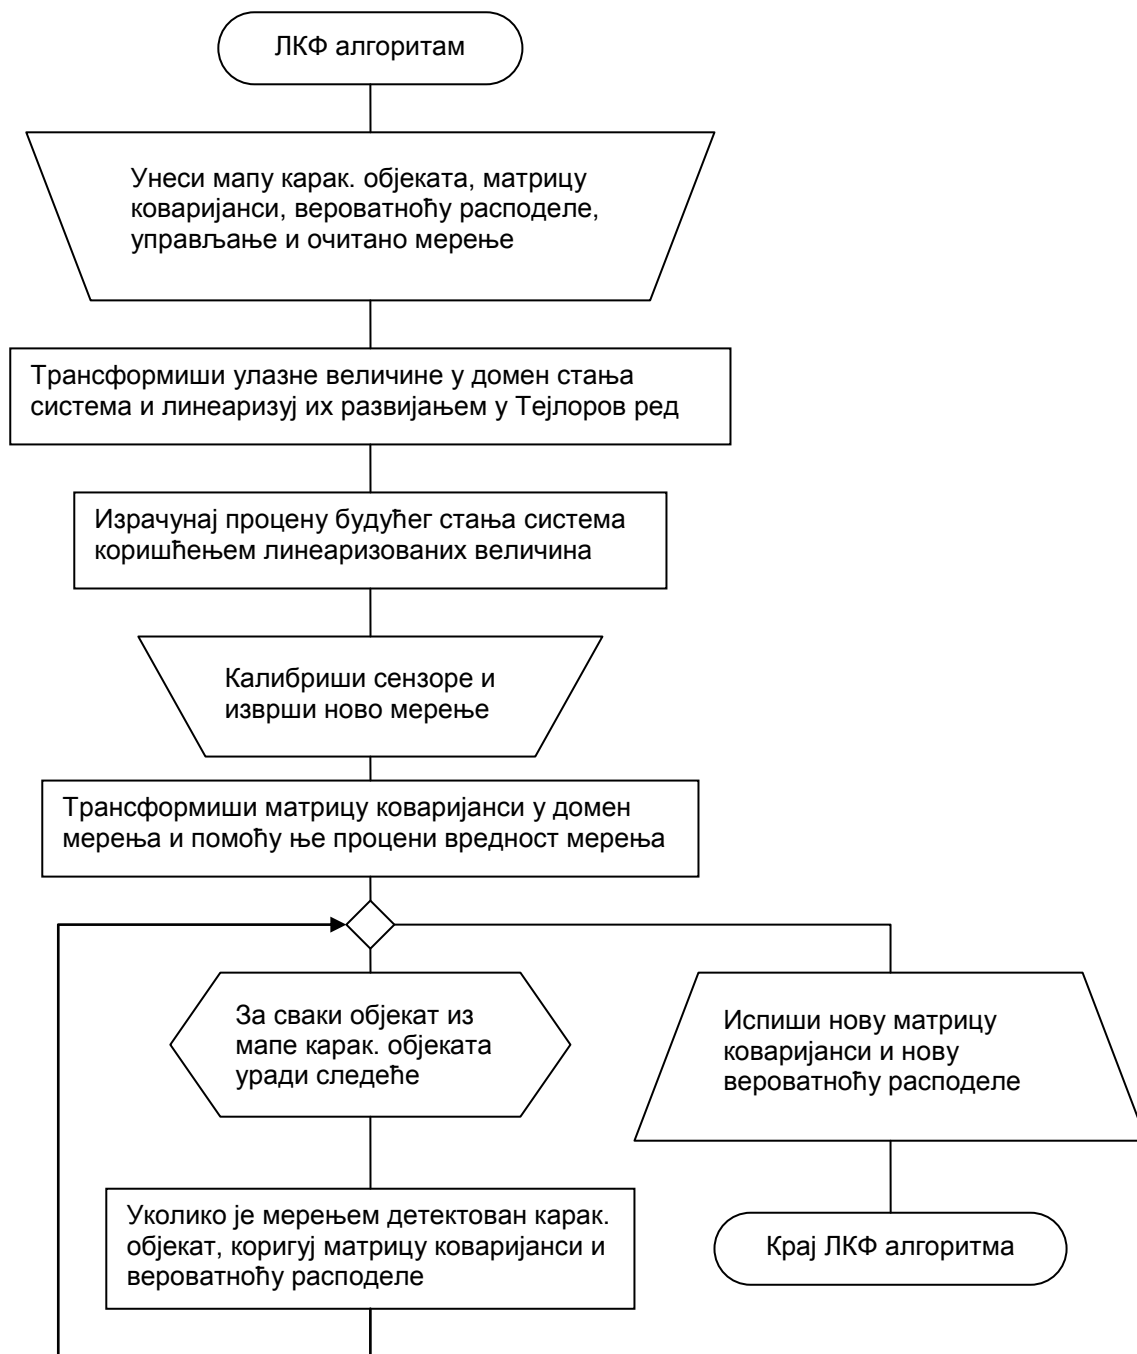 ЛКФ алгоритам
Унеси мапу карак. објеката, матрицу
коваријанси, вероватноћу расподеле,
управљање и очитано мерење
Трансформиши улазне величине у домен стања
система и линеаризуј их развијањем у Тејлоров ред
Израчунај процену будућег стања система
коришћењем линеаризованих величина
Калибриши сензоре и
изврши ново мерење
Трансформиши матрицу коваријанси у домен
мерења и помоћу ње процени вредност мерења
За сваки објекат из
мапе карак. објеката
уради следеће
Испиши нову матрицу
коваријанси и нову
вероватноћу расподеле
Уколико је мерењем детектован карак.
објекат, коригуј матрицу коваријанси и
вероватноћу расподеле
Крај ЛКФ алгоритма